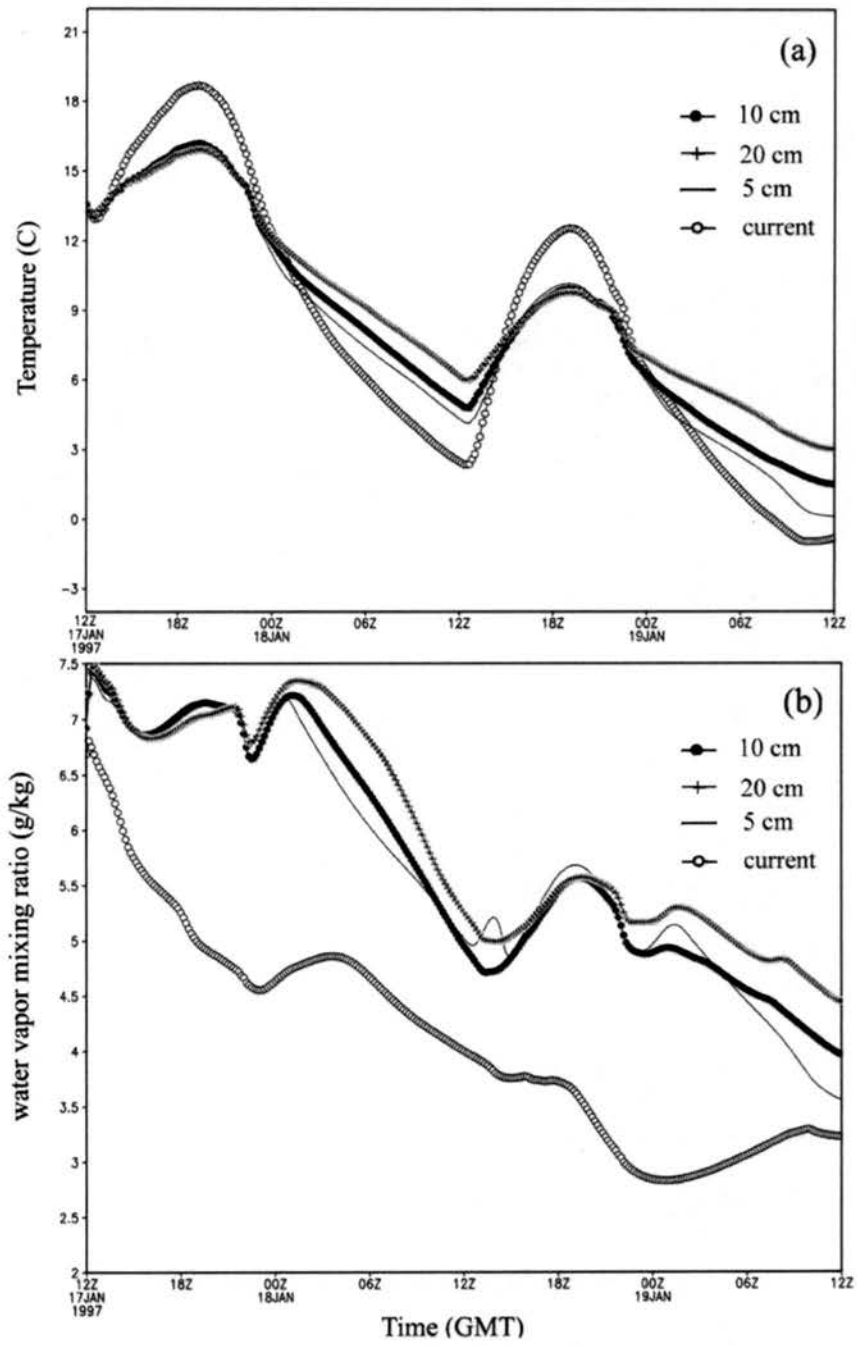 (a)
21
18
15
12
9
6
3
0
-3
Temperature (C)
10 cm
20 cm
5 cm
current
12Z 18Z 00Z 06Z 12Z 18Z 00Z 06Z 12Z
17JAN 18JAN 19JAN
1997
(b)
7.5
7
6.5
6
5.5
5
4.5
4
3.5
3
2.5
2
water vapor mixing ratio (g/kg)
10 cm
20 cm
5 cm
current
12Z 18Z 00Z 06Z 12Z 18Z 00Z 06Z 12Z
17JAN 18JAN 19JAN
1997
Time (GMT)